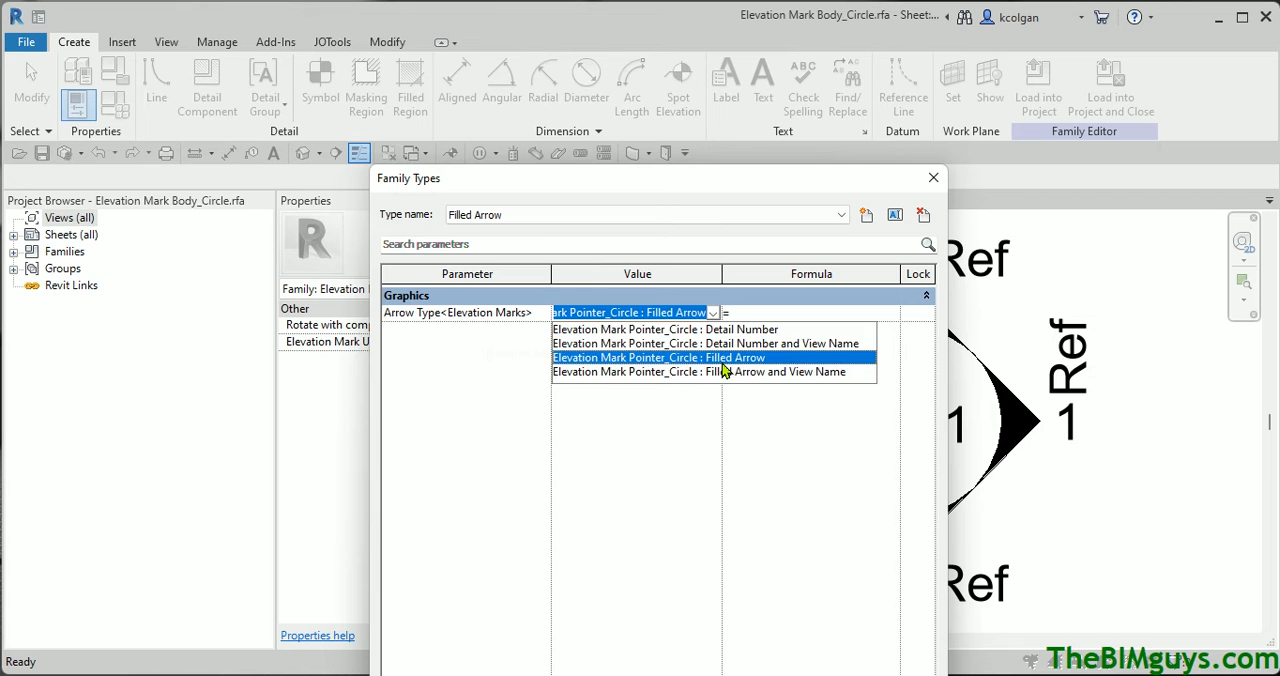 Elevation Mark Body_Circle.rfa - Sheet:...
kcolgan
File Create Insert View Manage Add-Ins JOTools Modify
Modify
Line
Detail Component
Detail Group
Symbol
Masking Region
Filled Region
Aligned
Angular
Radial
Diameter
Arc Length
Spot Elevation
Label
Text
Check Spelling
Find/ Replace
Reference Line
Set
Show
Load into Project
Load into Project and Close
Select Properties Detail Dimension Text Datum Work Plane Family Editor
Project Browser - Elevation Mark Body_Circle.rfa
Views (all)
Sheets (all)
Families
Groups
Revit Links
Properties
Family: Elevation
Other
Rotate with comp
Elevation Mark U
Properties help
Family Types
Type name: Filled Arrow
Search parameters
Parameter Value Formula Lock
Graphics
Arrow Type<Elevation Marks> ark Pointer_Circle : Filled Arrow =
Elevation Mark Pointer_Circle : Detail Number
Elevation Mark Pointer_Circle : Detail Number and View Name
Elevation Mark Pointer_Circle : Filled Arrow
Elevation Mark Pointer_Circle : Filled Arrow and View Name
Ref
1
Ref
1
Ref
2D
Ready
TheBIMguys.com